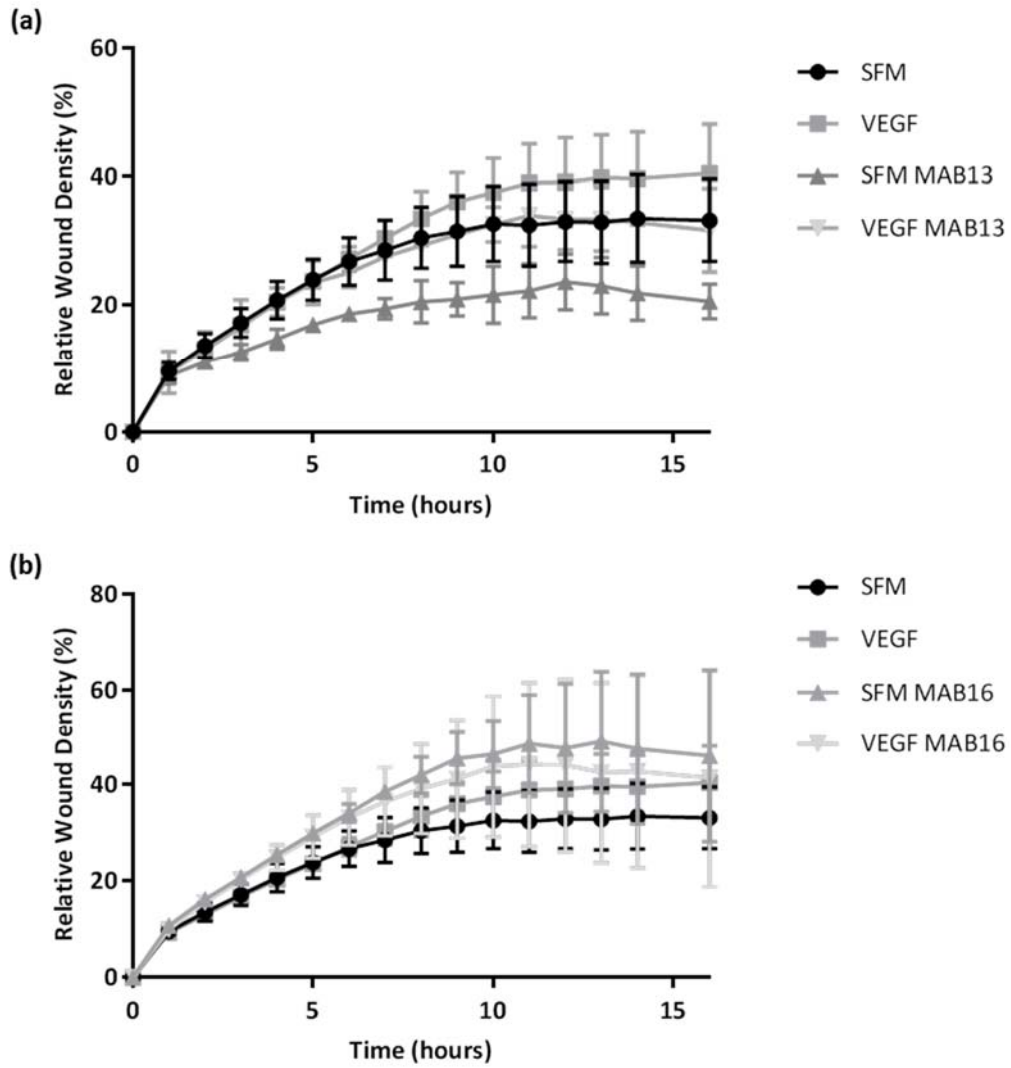 (a)
60
40
20
0
0
5
10
15
Relative Wound Density (%)
Time (hours)
SFM
VEGF
SFM MAB13
VEGF MAB13
(b)
80
60
40
20
0
0
5
10
15
Relative Wound Density (%)
Time (hours)
SFM
VEGF
SFM MAB16
VEGF MAB16